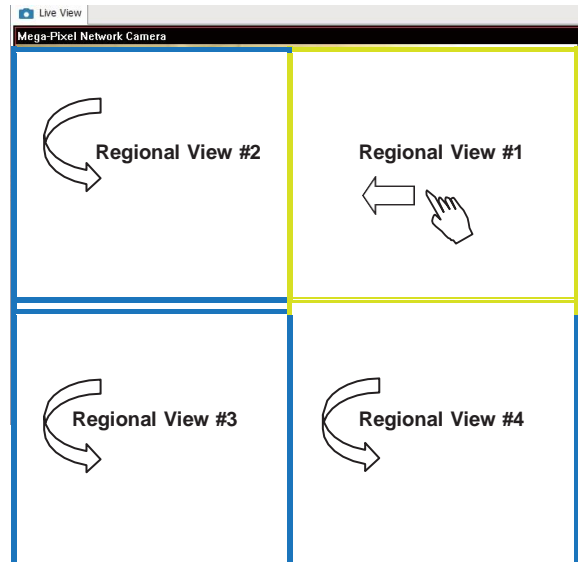 Live View
Mega-Pixel Network Camera
Regional View #2
Regional View #1
Regional View #3
Regional View #4